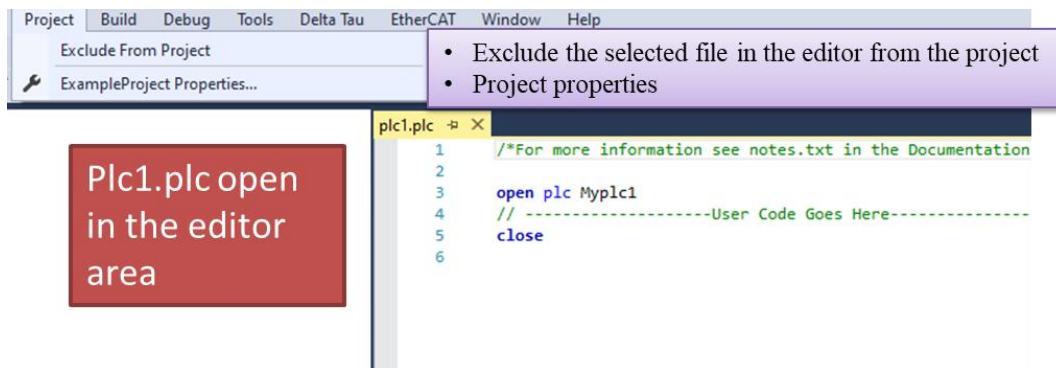 Project Build Debug Tools Delta Tau EtherCAT Window Help
Exclude From Project
ExampleProject Properties...
• Exclude the selected file in the editor from the project
• Project properties
Plc1.plc open
in the editor
area
plc1.plc
1 /*For more information see notes.txt in the Documentation
2
3 open plc Myplc1
4 // --------------------User Code Goes Here---------------
5 close
6